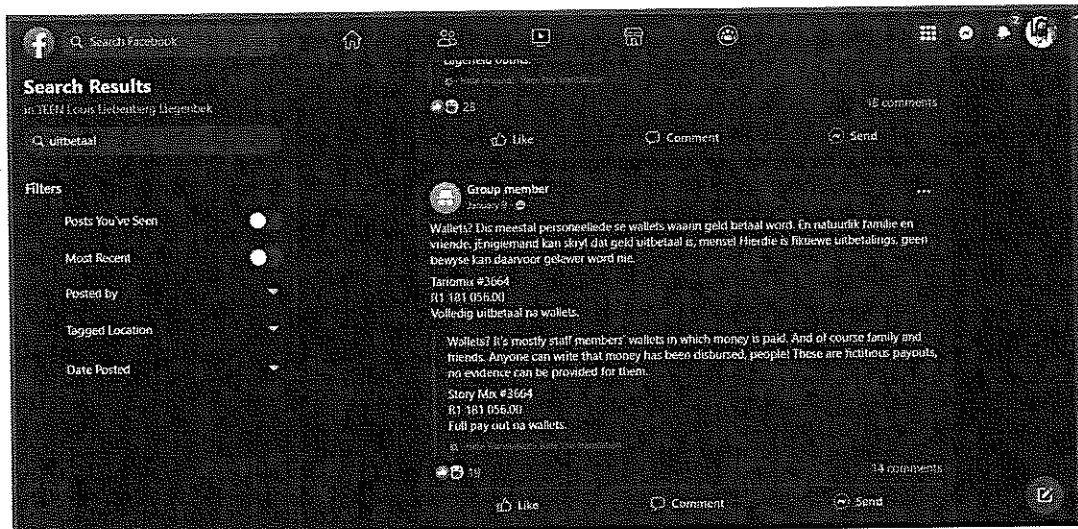 Search Facebook
Search Results
in TEEN Louis Liebenberg Liegenbek
uitbetaal
Filters
Posts You've Seen
Most Recent
Posted by
Tagged Location
Date Posted
Lagerfeld outfits.
28
18 comments
Like Comment Send
Group member
January 9
Wallets? Dis meestal personeellede se wallets waarin geld betaal word. En natuurlik familie en
vriende. jEnigiemand kan skryf dat geld uitbetaal is, mense! Hierdie is fiktiewe uitbetalings, geen
bewyse kan daarvoor gelewer word nie.
#3664
R1 181 056.00
Volledig uitbetaal na wallets.
Wallets? It's mostly staff members' wallets in which money is paid. And of course family and
friends. Anyone can write that money has been disbursed, people! These are fictitious payouts,
no evidence can be provided for them.
Story Mix #3664
R1 181 056.00
Full pay out na wallets.
19
14 comments
Like Comment Send